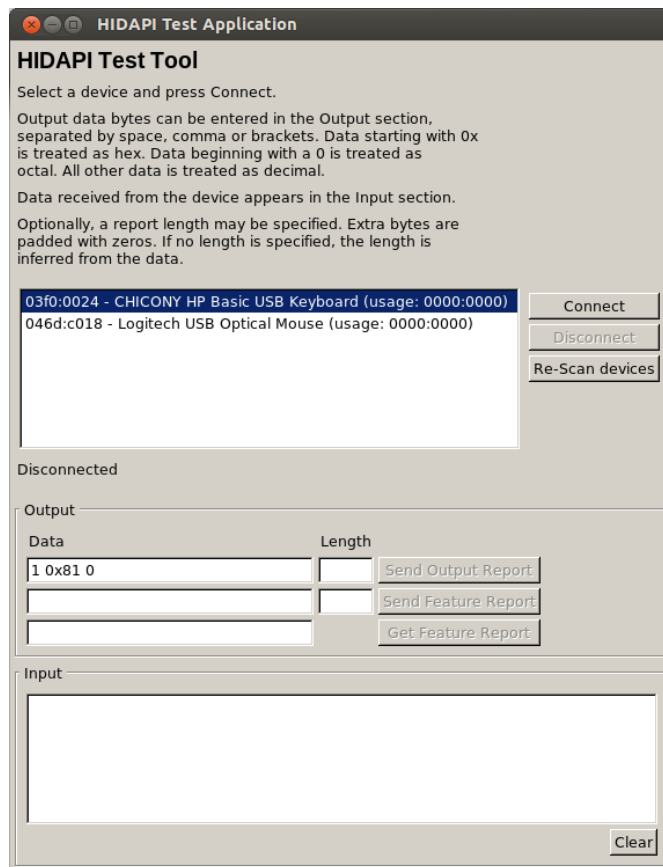 HIDAPI Test Application
HIDAPI Test Tool
Select a device and press Connect.
Output data bytes can be entered in the Output section,
separated by space, comma or brackets. Data starting with 0x
is treated as hex. Data beginning with a 0 is treated as
octal. All other data is treated as decimal.
Data received from the device appears in the Input section.
Optionally, a report length may be specified. Extra bytes are
padded with zeros. If no length is specified, the length is
inferred from the data.
03f0:0024 - CHICONY HP Basic USB Keyboard (usage: 0000:0000)
046d:c018 - Logitech USB Optical Mouse (usage: 0000:0000)
Connect
Disconnect
Re-Scan devices
Disconnected
Output
Data Length
1 0x81 0 Send Output Report
Send Feature Report
Get Feature Report
Input
Clear